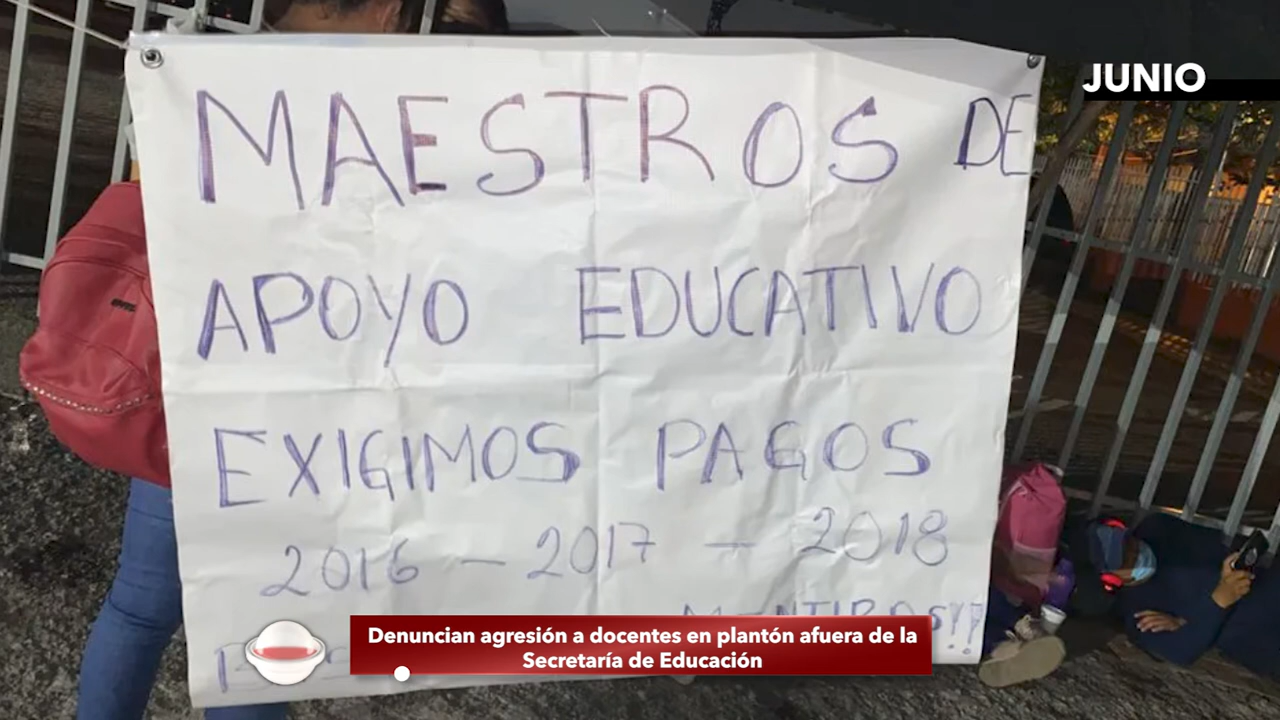 JUNIO
MAESTROS DE
APOYO EDUCATIVO
EXIGIMOS PAGOS
2016 - 2017 - 2018
Denuncian agresión a docentes en plantón afuera de la
Secretaría de Educación